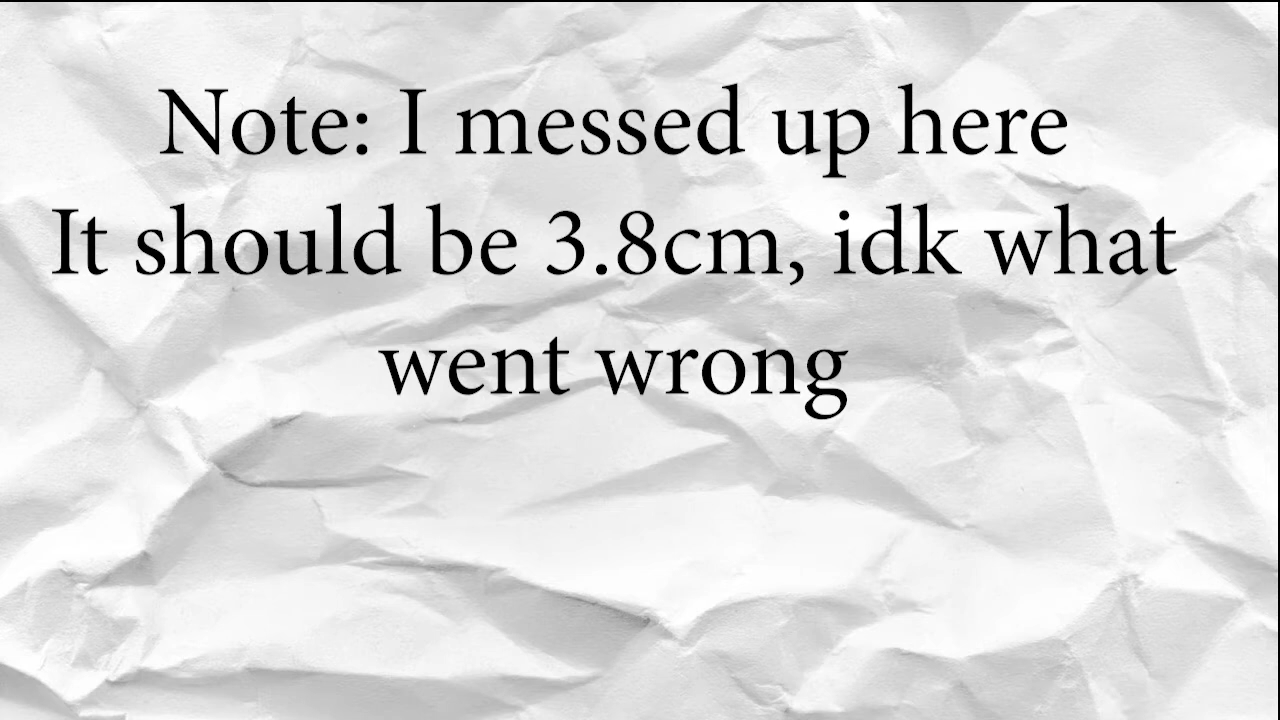 Note: I messed up here
It should be 3.8cm, idk what
went wrong